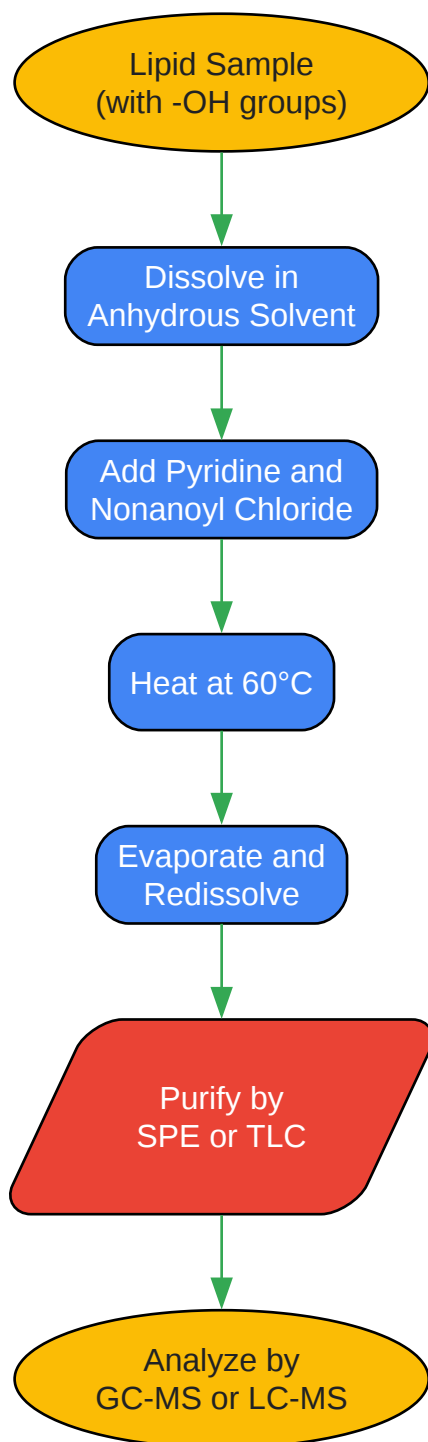 Lipid Sample
(with -OH groups)
Dissolve in
Anhydrous Solvent
Add Pyridine and
Nonanoyl Chloride
Heat at 60°C
Evaporate and
Redissolve
Purify by
SPE or TLC
Analyze by
GC-MS or LC-MS